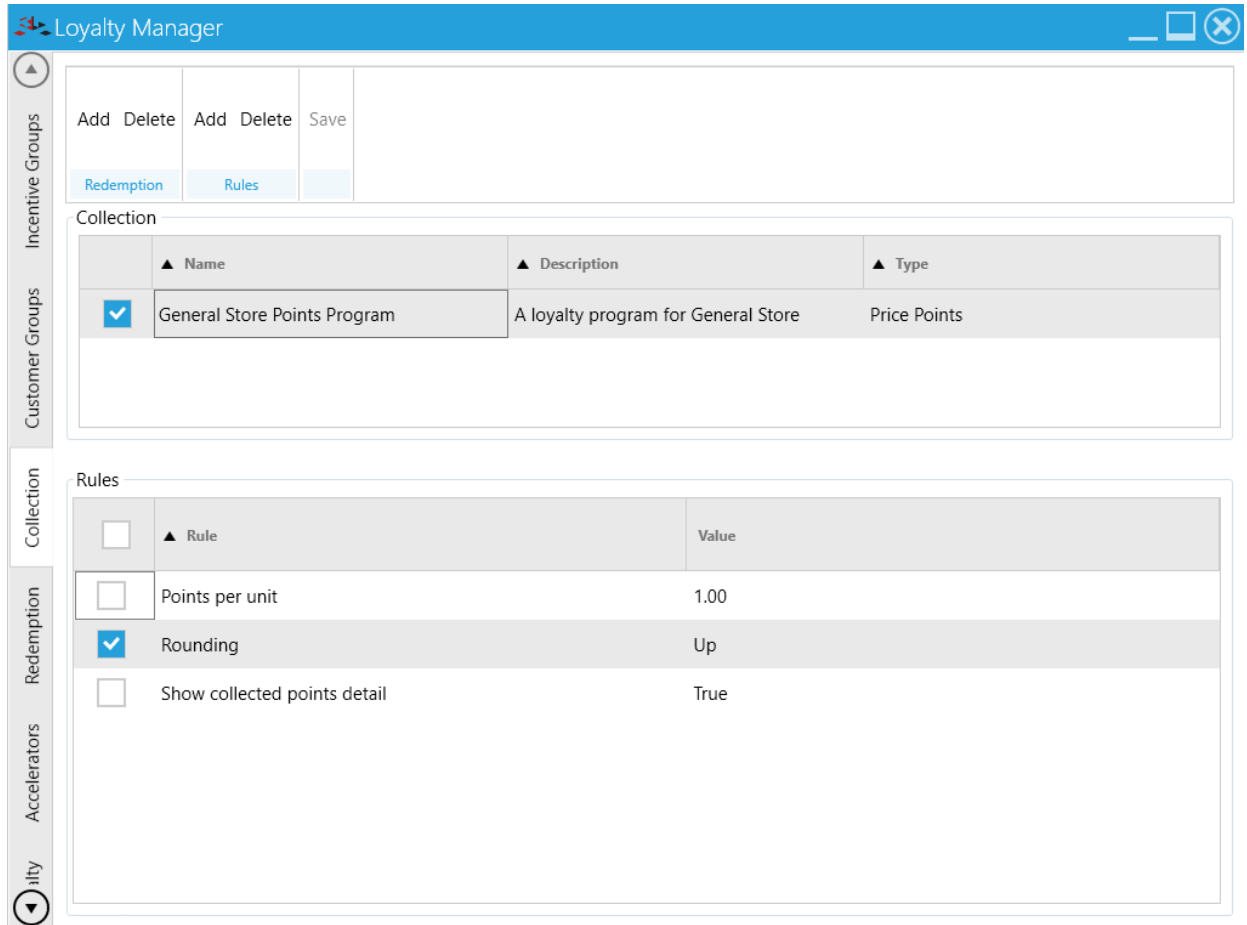 Loyalty Manager
Add Delete Add Delete Save
Redemption Rules
Incentive Groups
Customer Groups
Collection
Redemption
Accelerators
Collection
Name Description Type
General Store Points Program A loyalty program for General Store Price Points
Rules
Rule Value
Points per unit 1.00
Rounding Up
Show collected points detail True